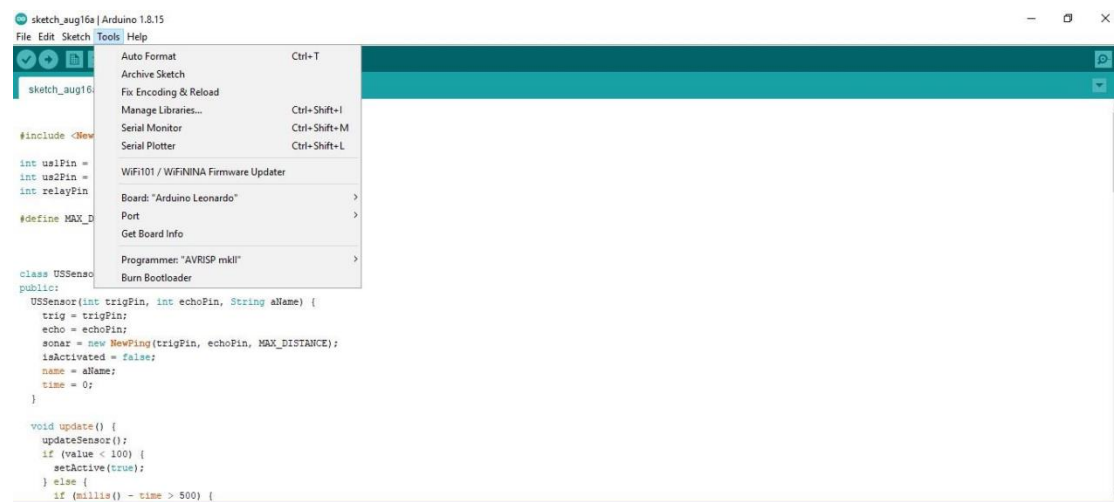 sketch_aug16a | Arduino 1.8.15
File Edit Sketch Tools Help
sketch_aug16
Auto Format Ctrl+T
Archive Sketch
Fix Encoding & Reload
Manage Libraries... Ctrl+Shift+I
Serial Monitor Ctrl+Shift+M
Serial Plotter Ctrl+Shift+L
WiFi101 / WiFiNINA Firmware Updater
Board: "Arduino Leonardo"
Port
Get Board Info
Programmer: "AVRISP mkII"
Burn Bootloader
#include <New
int us1Pin =
int us2Pin =
int relayPin
#define MAX_D
class USSenso
public:
USSensor(int trigPin, int echoPin, String aName) {
trig = trigPin;
echo = echoPin;
sonar = new NewPing(trigPin, echoPin, MAX_DISTANCE);
isActivated = false;
name = aName;
time = 0;
}
void update() {
updateSensor();
if (value < 100) {
setActive(true);
} else {
if (millis() - time > 500) {